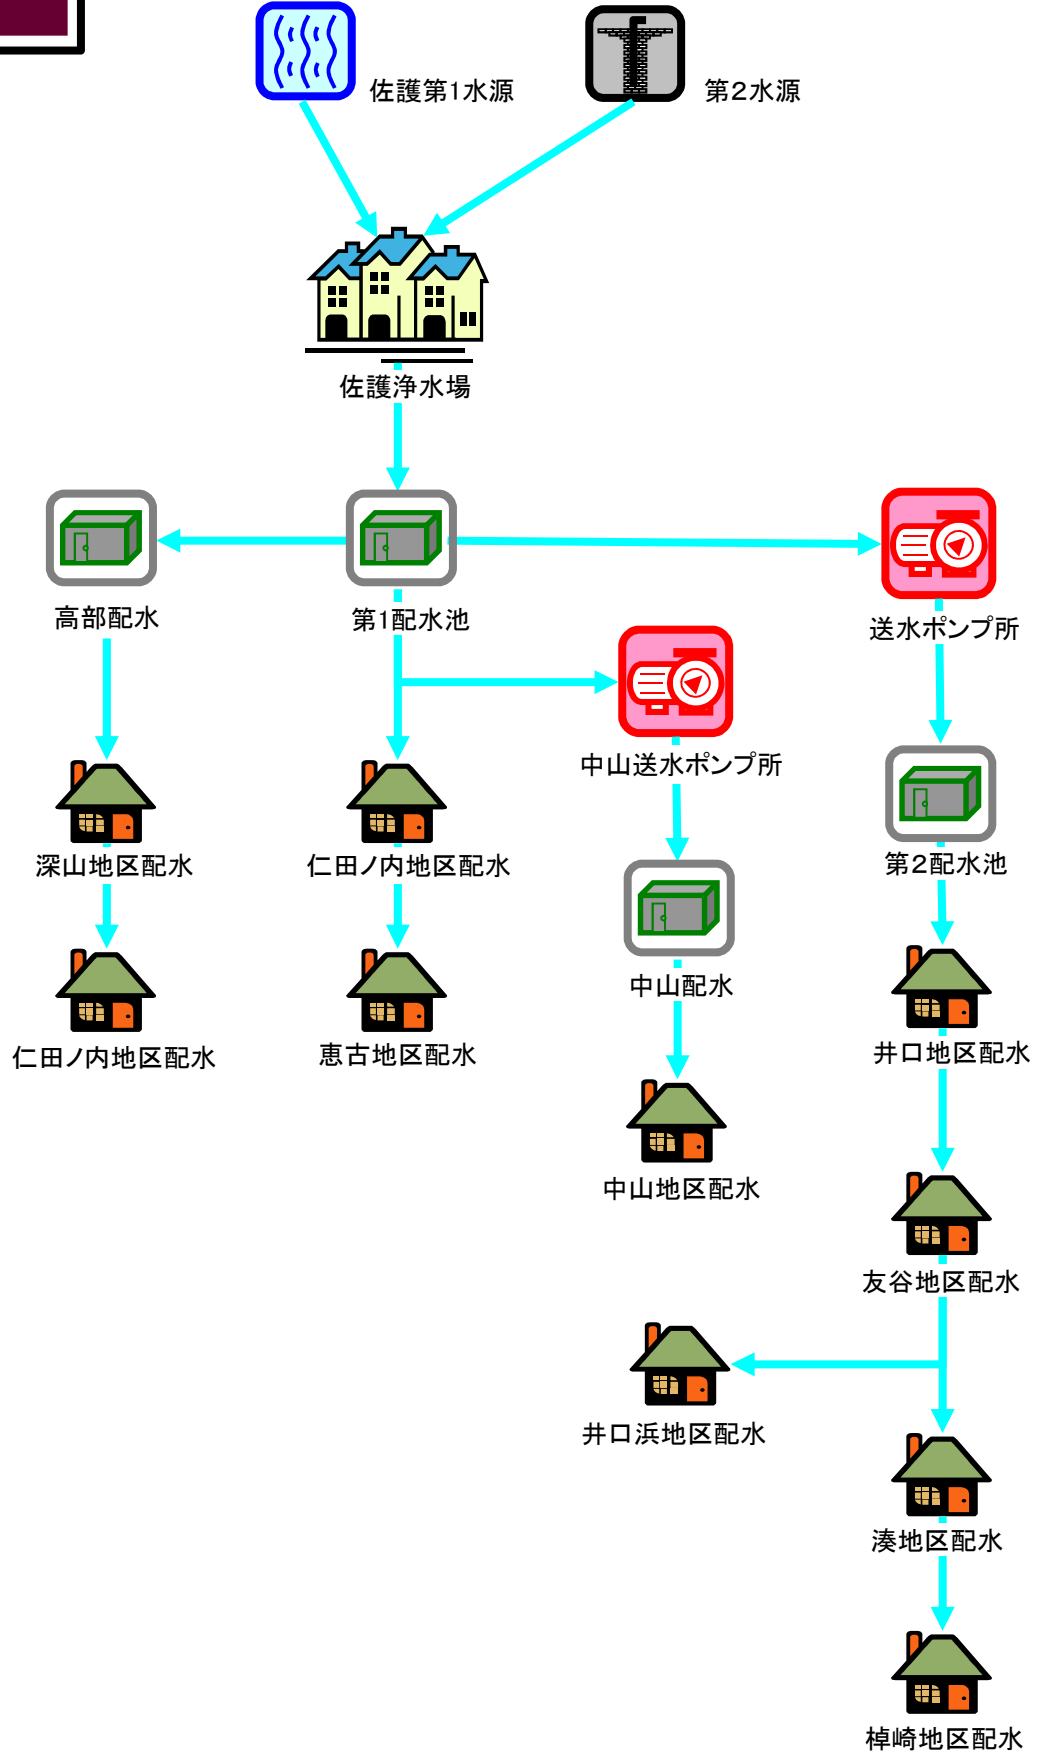 佐護第1水源
第2水源
佐護浄水場
高部配水
第1配水池
送水ポンプ所
中山送水ポンプ所
深山地区配水
仁田ノ内地区配水
第2配水池
中山配水
仁田ノ内地区配水
恵古地区配水
井口地区配水
中山地区配水
友谷地区配水
井口浜地区配水
湊地区配水
棹崎地区配水